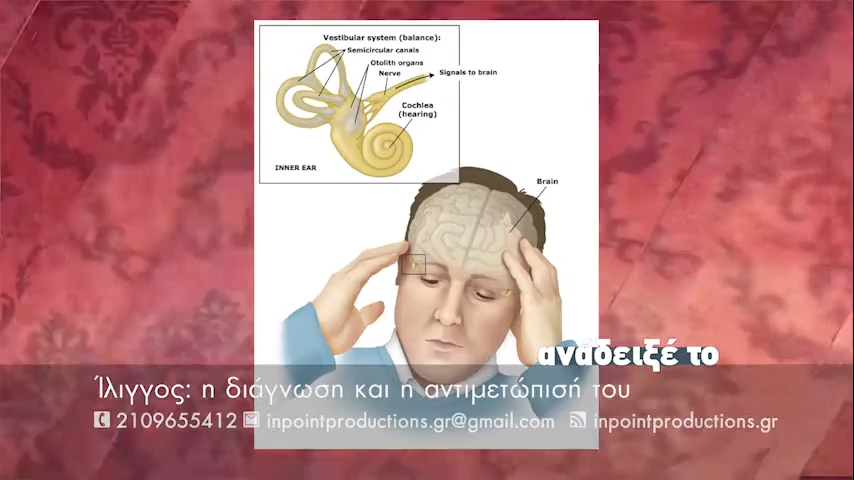 Vestibular system (balance):
Semicircular canals
Otolith organs
Nerve
Signals to brain
Cochlea
(hearing)
INNER EAR
Brain
ανάδειξέ το
Ίλιγγος: η διάγνωση και η αντιμετώπισή του
2109655412 inpointproductions.gr@gmail.com inpointproductions.gr